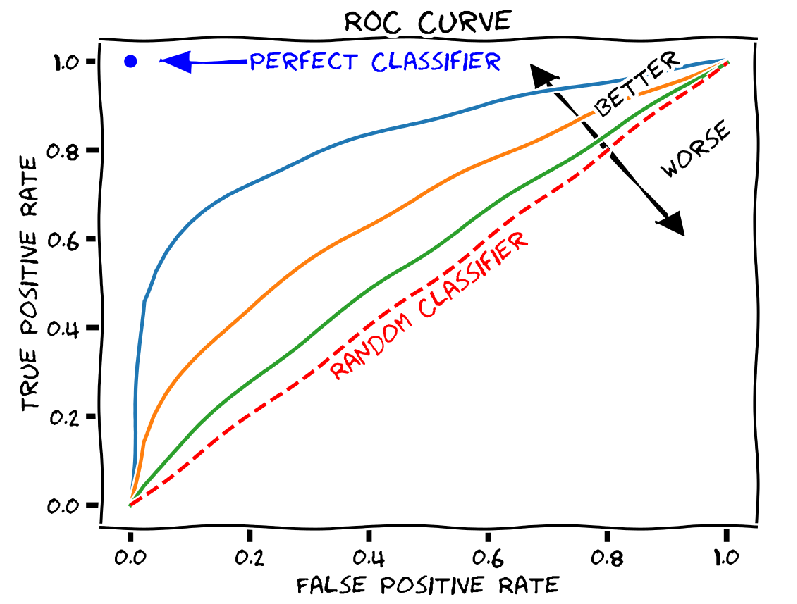 ROC CURVE
PERFECT CLASSIFIER
BETTER
WORSE
RANDOM CLASSIFIER
TRUE POSITIVE RATE
1.0
0.8
0.6
0.4
0.2
0.0
0.0 0.2 0.4 0.6 0.8 1.0
FALSE POSITIVE RATE